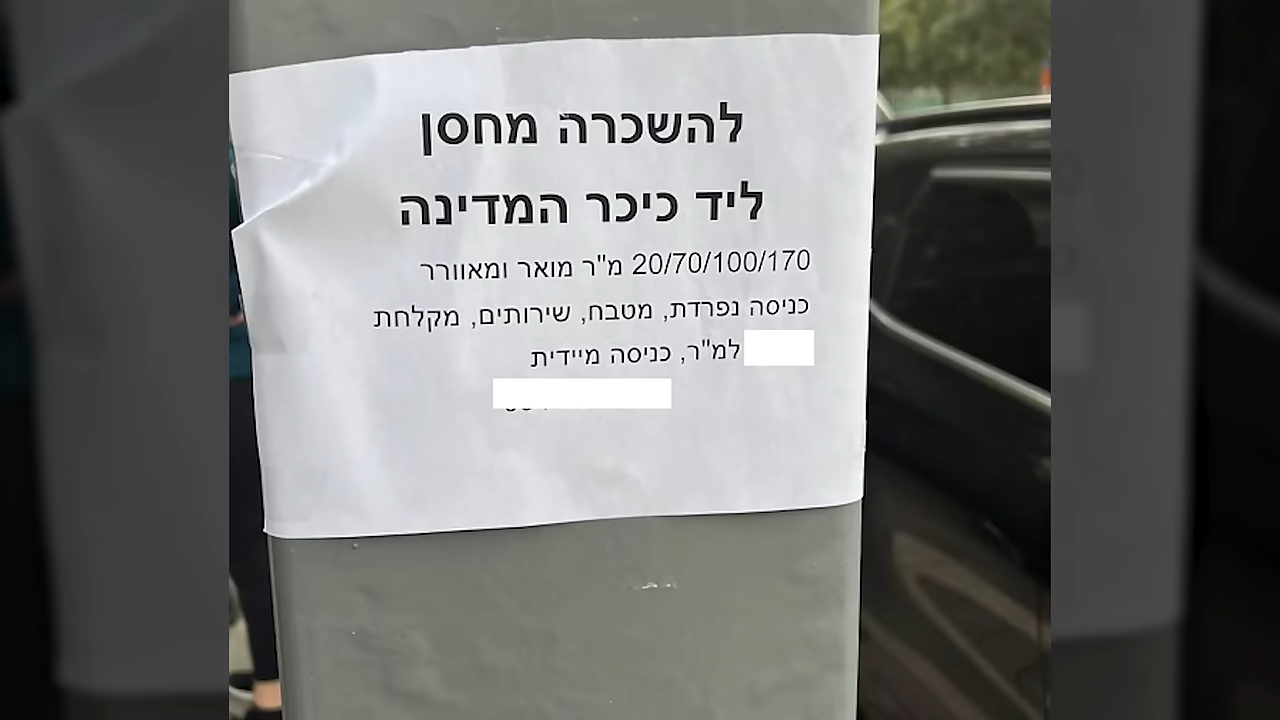 להשכרה מחסן
ליד כיכר המדינה
20/70/100/170 מ"ר מואר ומאוורר
כניסה נפרדת, מטבח, שירותים, מקלחת
למ"ר, כניסה מיידית